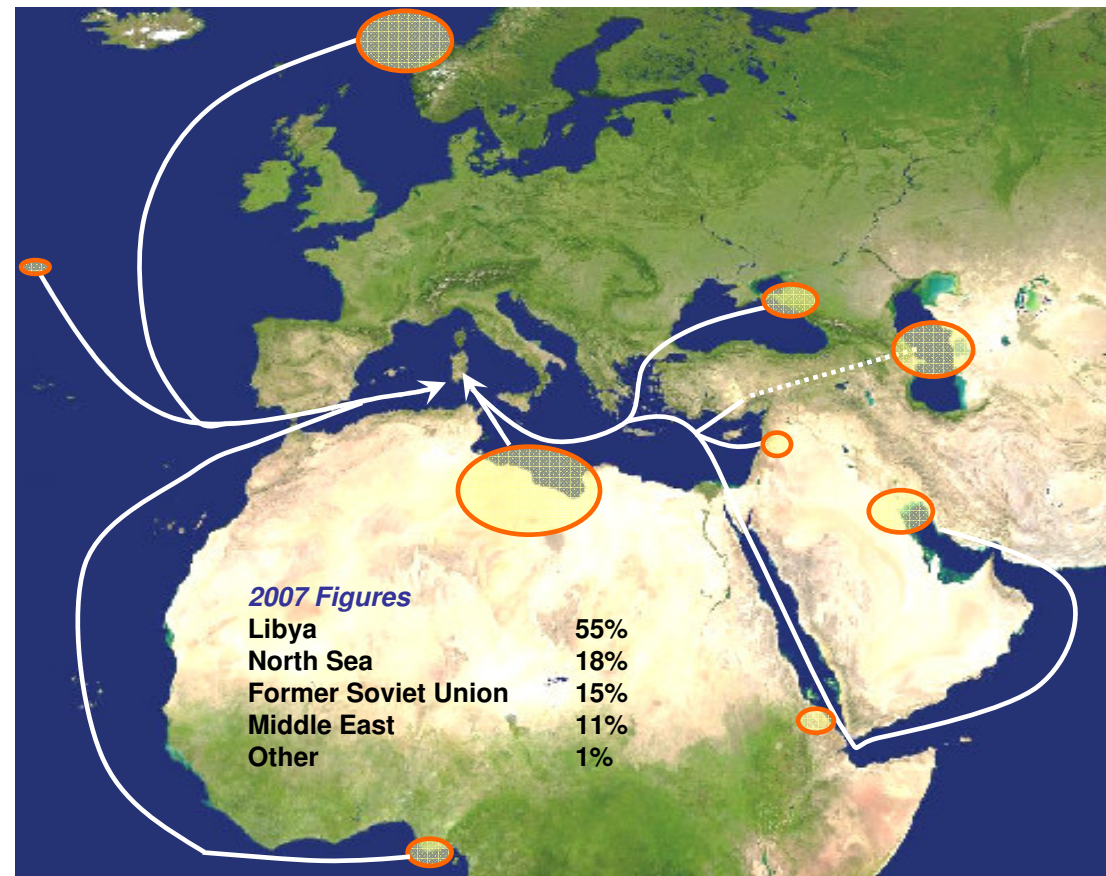 2007 Figures
Libya 55%
North Sea 18%
Former Soviet Union 15%
Middle East 11%
Other 1%